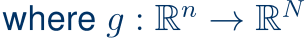 where g : ℝⁿ → ℝᴺ